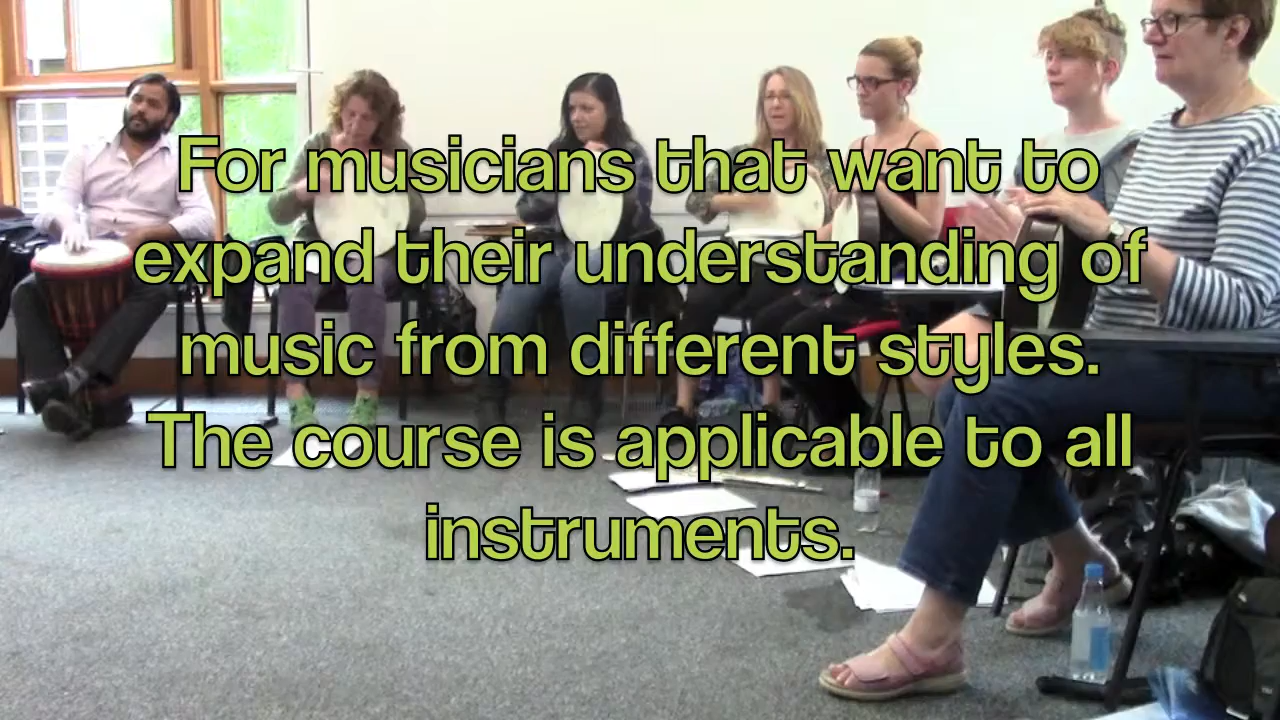 For musicians that want to
expand their understanding of
music from different styles.
The course is applicable to all
instruments.